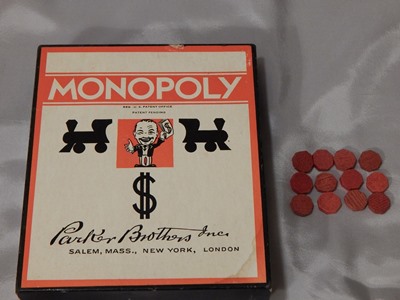 MONOPOLY
REG. U.S. PATENT OFFICE
PATENT PENDING
$
Parker Brothers Inc.
SALEM, MASS., NEW YORK, LONDON